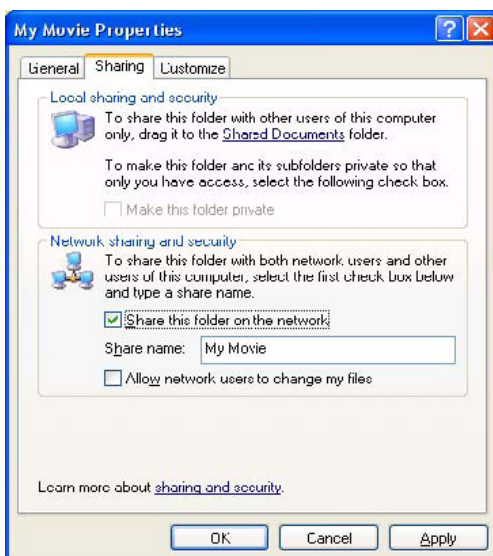 My Movie Properties
General Sharing Customize
Local sharing and security
To share this folder with other users of this computer
only, drag it to the Shared Documents folder.
To make this folder and its subfolders private so that
only you have access, select the following check box.
Make this folder private
Network sharing and security
To share this folder with both network users and other
users of this computer, select the first check box below
and type a share name.
Share this folder on the network
Share name: My Movie
Allow network users to change my files
Learn more about sharing and security.
OK Cancel Apply